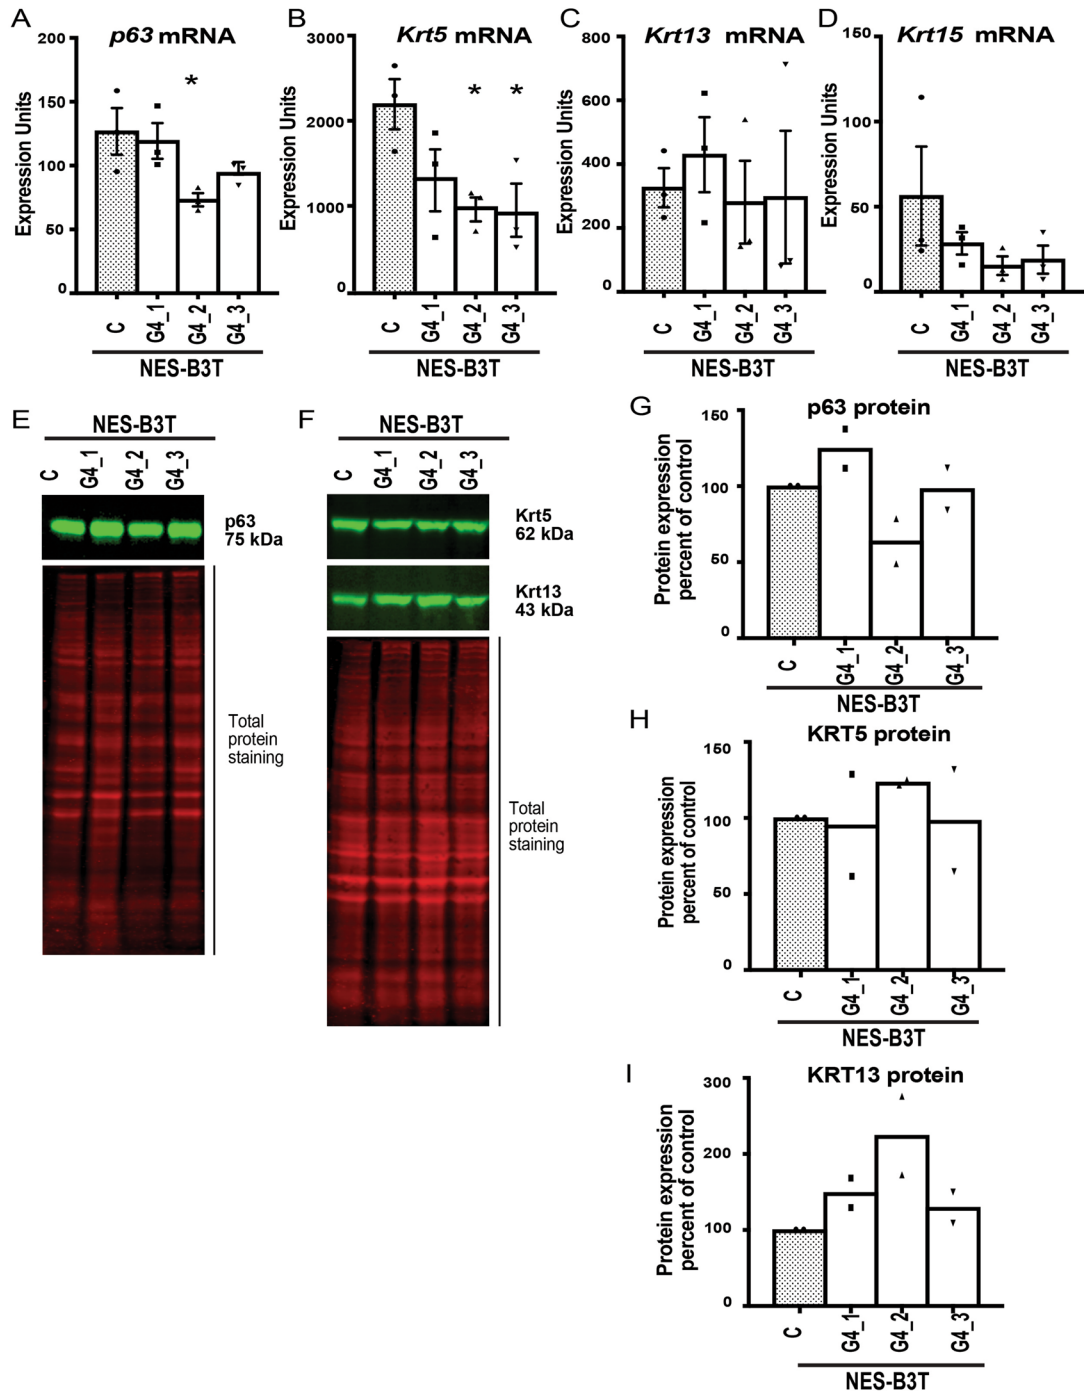 A
p63 mRNA
Expression Units
200
150
100
50
0
*
C
G4_1
G4_2
G4_3
NES-B3T
B
Krt5 mRNA
Expression Units
3000
2000
1000
0
*
*
C
G4_1
G4_2
G4_3
NES-B3T
C
Krt13 mRNA
Expression Units
800
600
400
200
0
C
G4_1
G4_2
G4_3
NES-B3T
D
Krt15 mRNA
Expression Units
150
100
50
0
C
G4_1
G4_2
G4_3
NES-B3T
E
NES-B3T
C
G4_1
G4_2
G4_3
p63
75 kDa
Total
protein
staining
F
NES-B3T
C
G4_1
G4_2
G4_3
Krt5
62 kDa
Krt13
43 kDa
Total
protein
staining
G
p63 protein
Protein expression
percent of control
150
100
50
0
C
G4_1
G4_2
G4_3
NES-B3T
H
KRT5 protein
Protein expression
percent of control
150
100
50
0
C
G4_1
G4_2
G4_3
NES-B3T
I
KRT13 protein
Protein expression
percent of control
300
200
100
0
C
G4_1
G4_2
G4_3
NES-B3T